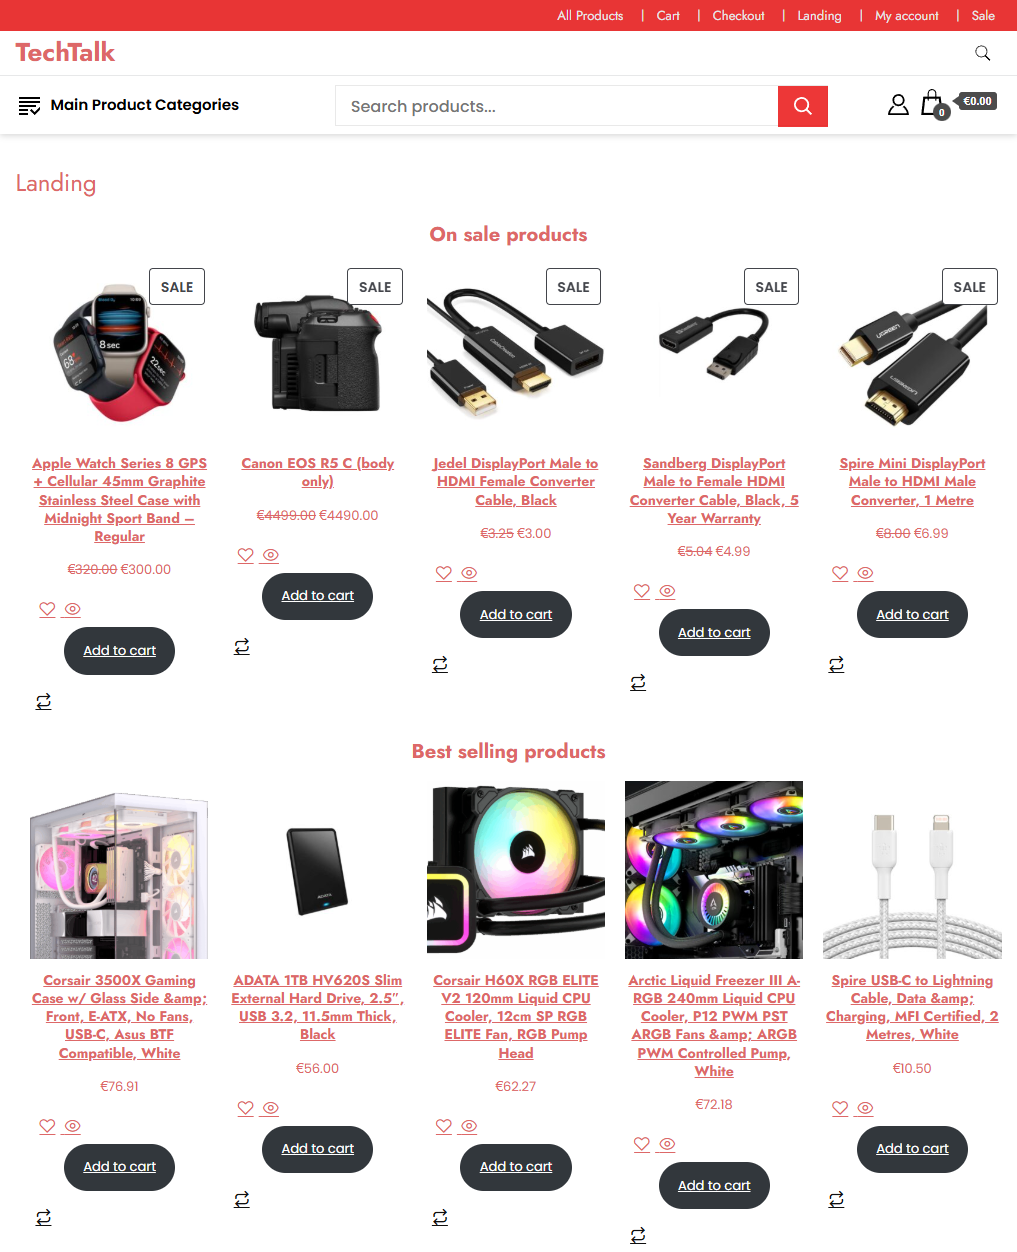 All Products | Cart | Checkout | Landing | My account | Sale
TechTalk
Main Product Categories
Search products...
0
€0.00
Landing
On sale products
SALE
SALE
SALE
SALE
SALE
8 sec
68
22 sec
CableCreation
UGREEN
UGREEN
Apple Watch Series 8 GPS
+ Cellular 45mm Graphite
Stainless Steel Case with
Midnight Sport Band –
Regular
€320.00 €300.00
Add to cart
Canon EOS R5 C (body
only)
€4499.00 €4490.00
Add to cart
Jedel DisplayPort Male to
HDMI Female Converter
Cable, Black
€3.25 €3.00
Add to cart
Sandberg DisplayPort
Male to Female HDMI
Converter Cable, Black, 5
Year Warranty
€5.04 €4.99
Add to cart
Spire Mini DisplayPort
Male to HDMI Male
Converter, 1 Metre
€8.00 €6.99
Add to cart
Best selling products
ADATA
Corsair 3500X Gaming
Case w/ Glass Side &amp;
Front, E-ATX, No Fans,
USB-C, Asus BTF
Compatible, White
€76.91
Add to cart
ADATA 1TB HV620S Slim
External Hard Drive, 2.5″,
USB 3.2, 11.5mm Thick,
Black
€56.00
Add to cart
Corsair H60X RGB ELITE
V2 120mm Liquid CPU
Cooler, 12cm SP RGB
ELITE Fan, RGB Pump
Head
€62.27
Add to cart
Arctic Liquid Freezer III A-
RGB 240mm Liquid CPU
Cooler, P12 PWM PST
ARGB Fans &amp; ARGB
PWM Controlled Pump,
White
€72.18
Add to cart
Spire USB-C to Lightning
Cable, Data &amp;
Charging, MFI Certified, 2
Metres, White
€10.50
Add to cart